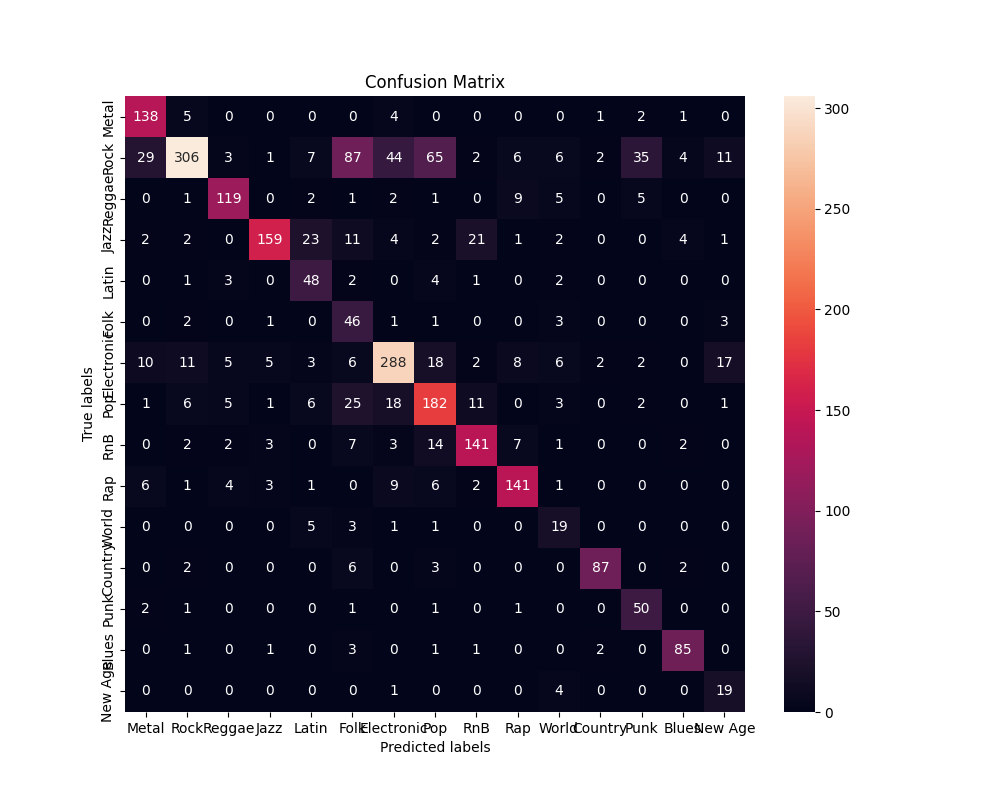 Confusion Matrix
Metal 138 5 0 0 0 0 4 0 0 0 0 1 2 1 0
Rock 29 306 3 1 7 87 44 65 2 6 6 2 35 4 11
Reggae 0 1 119 0 2 1 2 1 0 9 5 0 5 0 0
Jazz 2 2 0 159 23 11 4 2 21 1 2 0 0 4 1
Latin 0 1 3 0 48 2 0 4 1 0 2 0 0 0 0
Folk 0 2 0 1 0 46 1 1 0 0 3 0 0 0 3
Electronic 10 11 5 5 3 6 288 18 2 8 6 2 2 0 17
Pop 1 6 5 1 6 25 18 182 11 0 3 0 2 0 1
RnB 0 2 2 3 0 7 3 14 141 7 1 0 0 2 0
Rap 6 1 4 3 1 0 9 6 2 141 1 0 0 0 0
World 0 0 0 0 5 3 1 1 0 0 19 0 0 0 0
Country 0 2 0 0 0 6 0 3 0 0 0 87 0 2 0
Punk 2 1 0 0 0 1 0 1 0 1 0 0 50 0 0
Blues 0 1 0 1 0 3 0 1 1 0 0 2 0 85 0
New Age 0 0 0 0 0 0 1 0 0 0 4 0 0 0 19
True labels
Metal Rock Reggae Jazz Latin Folk Electronic Pop RnB Rap World Country Punk Blues New Age
Predicted labels
300
250
200
150
100
50
0